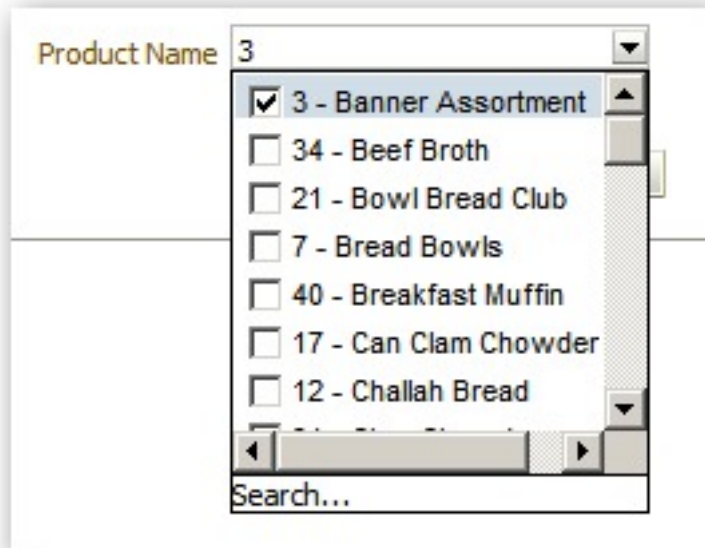 Product Name 3
3 - Banner Assortment
34 - Beef Broth
21 - Bowl Bread Club
7 - Bread Bowls
40 - Breakfast Muffin
17 - Can Clam Chowder
12 - Challah Bread
Search...